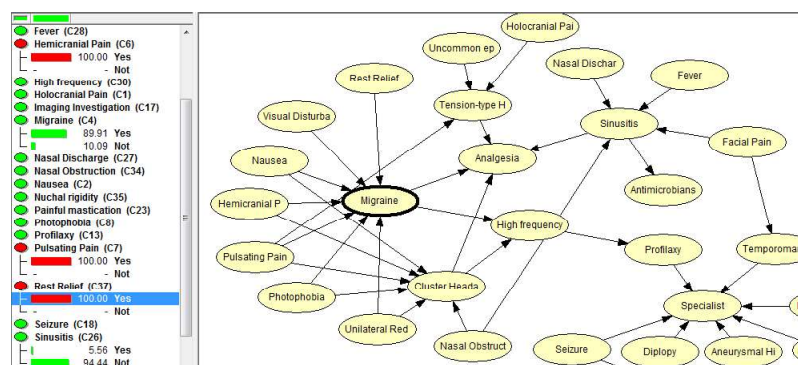 Fever (C28)
Hemicranial Pain (C6)
100.00 Yes
- Not
High frequency (C30)
Holocranial Pain (C1)
Imaging Investigation (C17)
Migraine (C4)
89.91 Yes
10.09 Not
Nasal Discharge (C27)
Nasal Obstruction (C34)
Nausea (C2)
Nuchal rigidity (C35)
Painful mastication (C23)
Photophobia (C8)
Profilaxy (C13)
Pulsating Pain (C7)
100.00 Yes
- Not
Rest Relief (C37)
100.00 Yes
- Not
Seizure (C18)
Sinusitis (C26)
5.56 Yes
94.44 Not
Holocranial Pai
Uncommon ep
Nasal Dischar
Rest Relief
Fever
Tension-type H
Visual Disturba
Sinusitis
Facial Pain
Nausea
Analgesia
Antimicrobians
Hemicranial P
Migraine
High frequency
Pulsating Pain
Profilaxy
Temporoman
Photophobia
Cluster Heada
Specialist
Unilateral Red
Nasal Obstruct
Seizure
Diplopy
Aneurysmal Hi